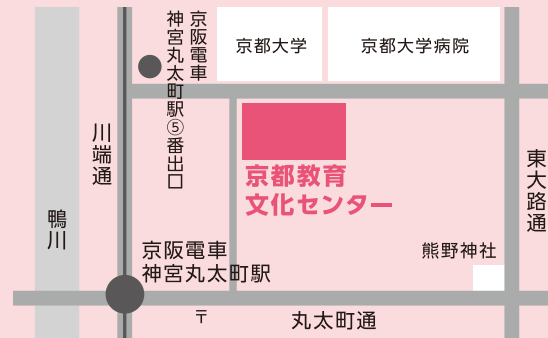 京阪電車
神宮丸太町駅⑤番出口
京都大学
京都大学病院
川端通
京都教育
文化センター
東大路通
鴨川
京阪電車
神宮丸太町駅
熊野神社
〒
丸太町通